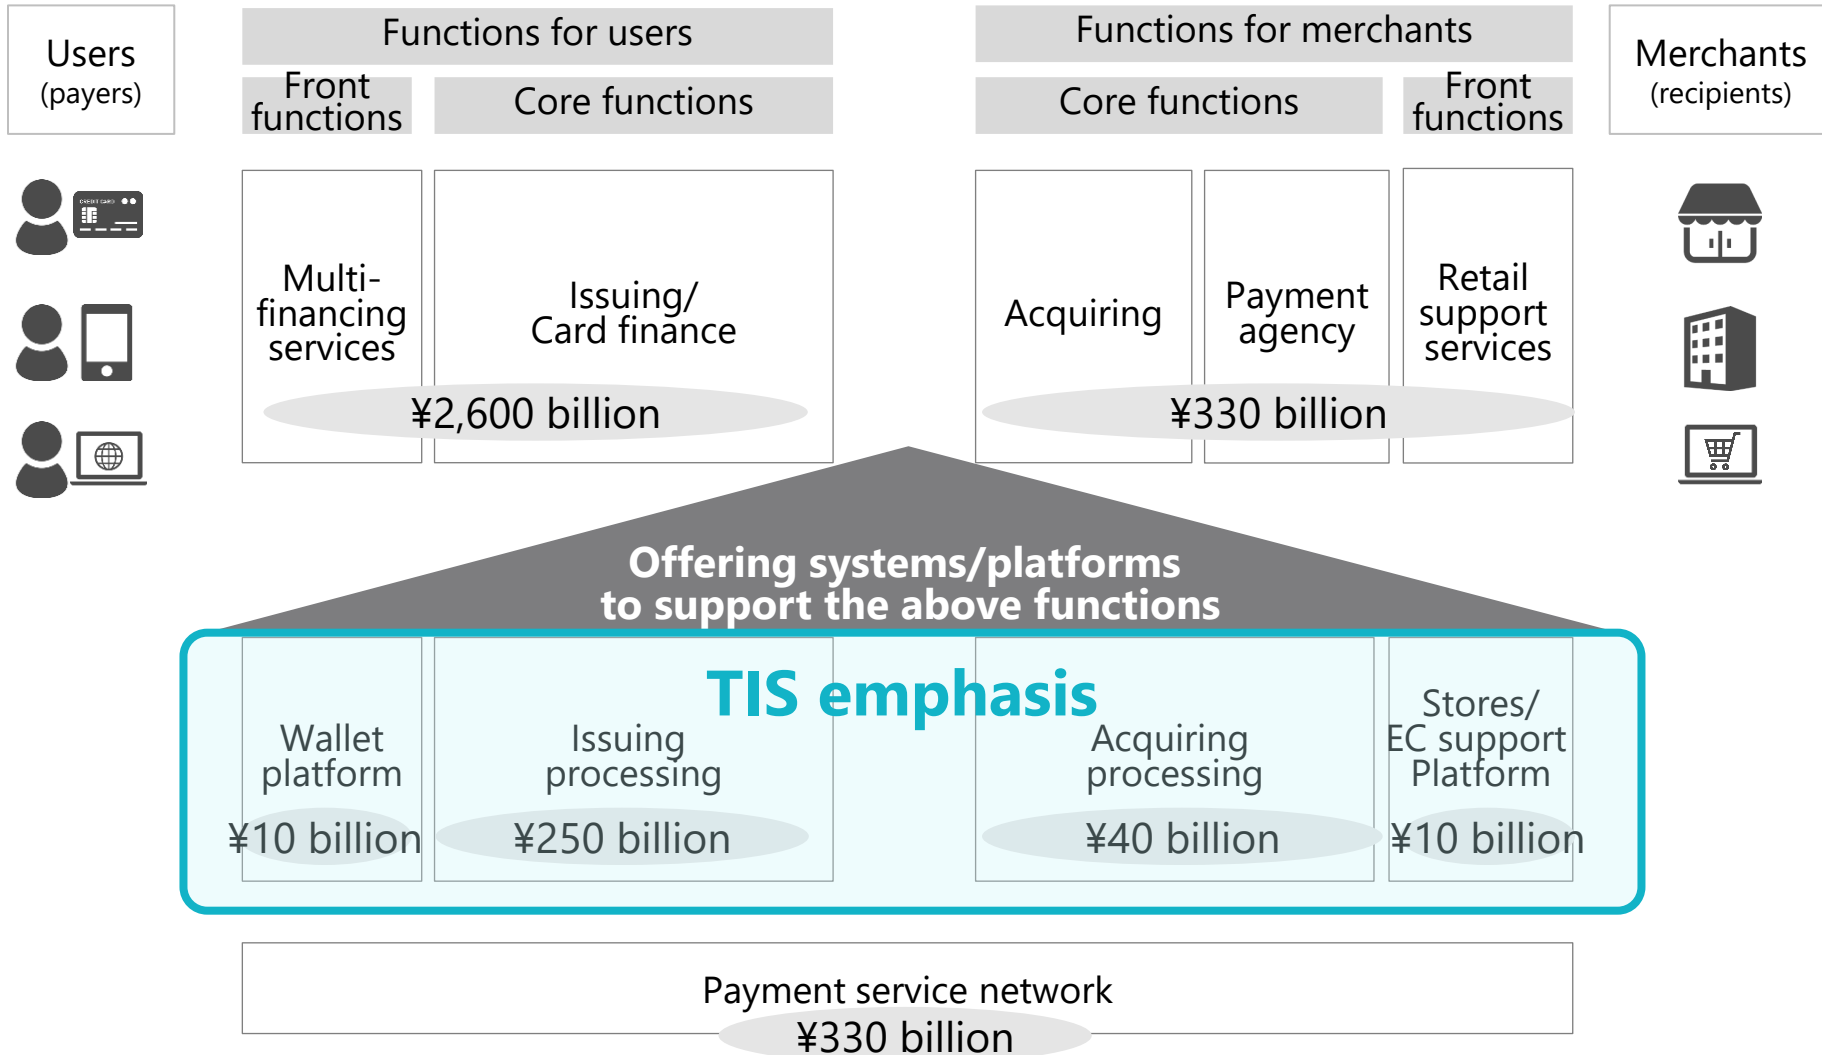 Users
(payers)
Functions for users
Functions for merchants
Merchants
(recipients)
Front
functions
Core functions
Core functions
Front
functions
CREDIT CARD
Multi-
financing
services
Issuing/
Card finance
Acquiring
Payment
agency
Retail
support
services
¥2,600 billion
¥330 billion
Offering systems/platforms
to support the above functions
TIS emphasis
Wallet
platform
Issuing
processing
Acquiring
processing
Stores/
EC support
Platform
¥10 billion
¥250 billion
¥40 billion
¥10 billion
Payment service network
¥330 billion